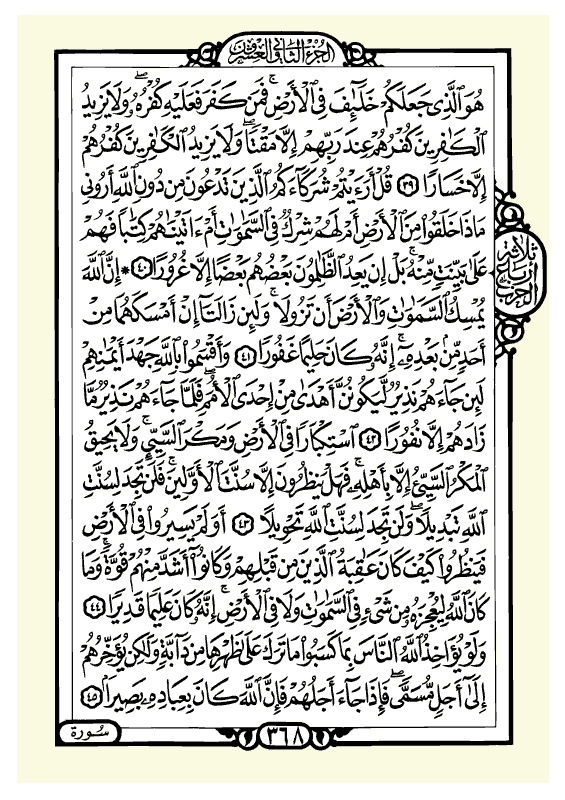 الجزء الثاني والعشرون
هُوَ الَّذِي جَعَلَكُمْ خَلَٰٓئِفَ فِي الْأَرْضِ ۚ فَمَن كَفَرَ فَعَلَيْهِ كُفْرُهُۥ ۖ وَلَا يَزِيدُ
الْكَٰفِرِينَ كُفْرُهُمْ عِندَ رَبِّهِمْ إِلَّا مَقْتًا ۖ وَلَا يَزِيدُ الْكَٰفِرِينَ كُفْرُهُمْ
إِلَّا خَسَارًا ٣٩ قُلْ أَرَءَيْتُمْ شُرَكَآءَكُمُ الَّذِينَ تَدْعُونَ مِن دُونِ اللَّهِ أَرُونِي
مَاذَا خَلَقُوا مِنَ الْأَرْضِ أَمْ لَهُمْ شِرْكٌ فِي السَّمَٰوَٰتِ أَمْ ءَاتَيْنَٰهُمْ كِتَٰبًا فَهُمْ
عَلَىٰ بَيِّنَتٍ مِّنْهُ ۚ بَلْ إِن يَعِدُ الظَّٰلِمُونَ بَعْضُهُم بَعْضًا إِلَّا غُرُورًا ٤٠ * إِنَّ اللَّهَ
ثلاثة أرباع الحزب
يُمْسِكُ السَّمَٰوَٰتِ وَالْأَرْضَ أَن تَزُولَا ۚ وَلَئِن زَالَتَآ إِنْ أَمْسَكَهُمَا مِنْ
أَحَدٍ مِّنۢ بَعْدِهِۦٓ ۚ إِنَّهُۥ كَانَ حَلِيمًا غَفُورًا ٤١ وَأَقْسَمُوا بِاللَّهِ جَهْدَ أَيْمَٰنِهِمْ
لَئِن جَآءَهُمْ نَذِيرٌ لَّيَكُونُنَّ أَهْدَىٰ مِنْ إِحْدَى الْأُمَمِ ۖ فَلَمَّا جَآءَهُمْ نَذِيرٌ مَّا
زَادَهُمْ إِلَّا نُفُورًا ٤٢ اسْتِكْبَارًا فِي الْأَرْضِ وَمَكْرَ السَّيِّئِ ۚ وَلَا يَحِيقُ
الْمَكْرُ السَّيِّئُ إِلَّا بِأَهْلِهِۦ ۚ فَهَلْ يَنظُرُونَ إِلَّا سُنَّتَ الْأَوَّلِينَ ۚ فَلَن تَجِدَ لِسُنَّتِ
اللَّهِ تَبْدِيلًا ۖ وَلَن تَجِدَ لِسُنَّتِ اللَّهِ تَحْوِيلًا ٤٣ أَوَلَمْ يَسِيرُوا فِي الْأَرْضِ
فَيَنظُرُوا كَيْفَ كَانَ عَٰقِبَةُ الَّذِينَ مِن قَبْلِهِمْ وَكَانُوٓا أَشَدَّ مِنْهُمْ قُوَّةً ۚ وَمَا
كَانَ اللَّهُ لِيُعْجِزَهُۥ مِن شَيْءٍ فِي السَّمَٰوَٰتِ وَلَا فِي الْأَرْضِ ۚ إِنَّهُۥ كَانَ عَلِيمًا قَدِيرًا ٤٤
وَلَوْ يُؤَاخِذُ اللَّهُ النَّاسَ بِمَا كَسَبُوا مَا تَرَكَ عَلَىٰ ظَهْرِهَا مِن دَآبَّةٍ وَلَٰكِن يُؤَخِّرُهُمْ
إِلَىٰٓ أَجَلٍ مُّسَمًّى ۖ فَإِذَا جَآءَ أَجَلُهُمْ فَإِنَّ اللَّهَ كَانَ بِعِبَادِهِۦ بَصِيرًا ٤٥
٣٦٨
سورة